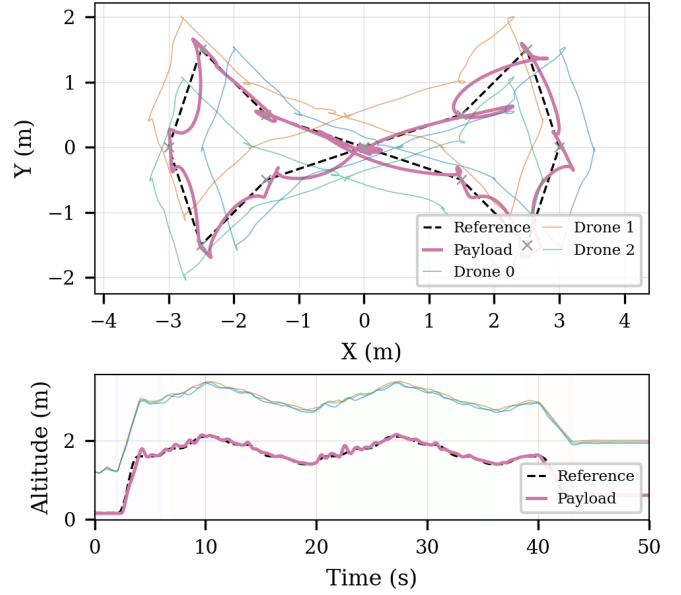 2
1
0
−1
−2
Y (m)
−4 −3 −2 −1 0 1 2 3 4
X (m)
Reference
Payload
Drone 0
Drone 1
Drone 2
2
0
Altitude (m)
Reference
Payload
0 10 20 30 40 50
Time (s)